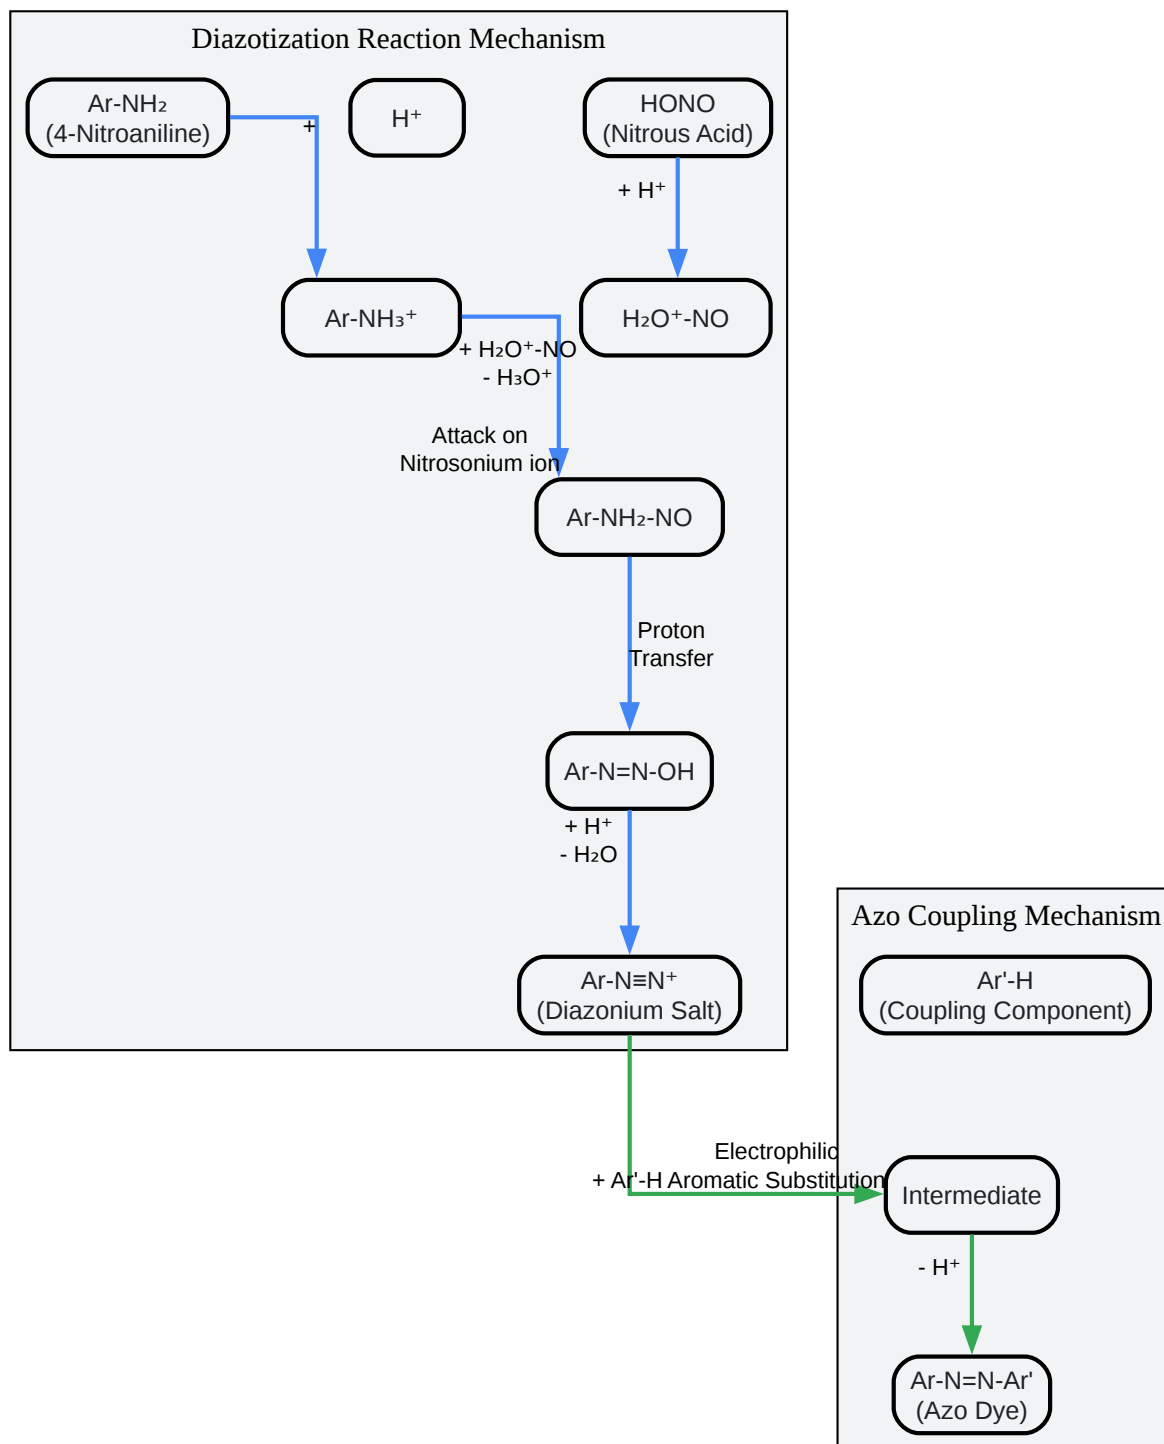 Diazotization Reaction Mechanism
Ar-NH₂
(4-Nitroaniline)
+
H⁺
HONO
(Nitrous Acid)
+ H⁺
Ar-NH₃⁺
H₂O⁺-NO
+ H₂O⁺-NO
- H₃O⁺
Attack on
Nitrosonium ion
Ar-NH₂-NO
Proton
Transfer
Ar-N=N-OH
+ H⁺
- H₂O
Ar-N≡N⁺
(Diazonium Salt)
Azo Coupling Mechanism
Ar'-H
(Coupling Component)
Electrophilic
+ Ar'-H Aromatic Substitution
Intermediate
- H⁺
Ar-N=N-Ar'
(Azo Dye)